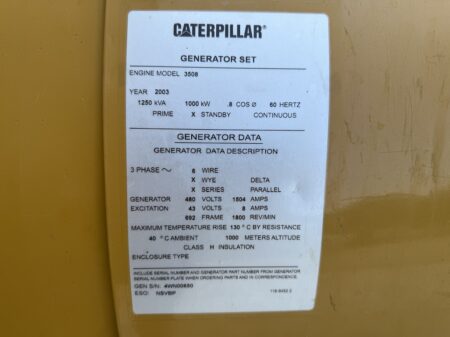 CATERPILLAR
GENERATOR SET
ENGINE MODEL 3508
YEAR 2003
1250 kVA 1000 kW .8 COS Ø 60 HERTZ
PRIME X STANDBY CONTINUOUS
GENERATOR DATA
GENERATOR DATA DESCRIPTION
3 PHASE ~ 6 WIRE
X WYE DELTA
X SERIES PARALLEL
GENERATOR 480 VOLTS 1504 AMPS
EXCITATION 43 VOLTS 8 AMPS
692 FRAME 1800 REV/MIN
MAXIMUM TEMPERATURE RISE 130 ° C BY RESISTANCE
40 ° C AMBIENT 1000 METERS ALTITUDE
CLASS H INSULATION
ENCLOSURE TYPE
INCLUDE SERIAL NUMBER AND GENERATOR PART NUMBER FROM GENERATOR
SERIAL NUMBER PLATE WHEN ORDERING PARTS AND IN CORRESPONDENCE.
GEN S/N: 4WN00650
ESO: NSVBP